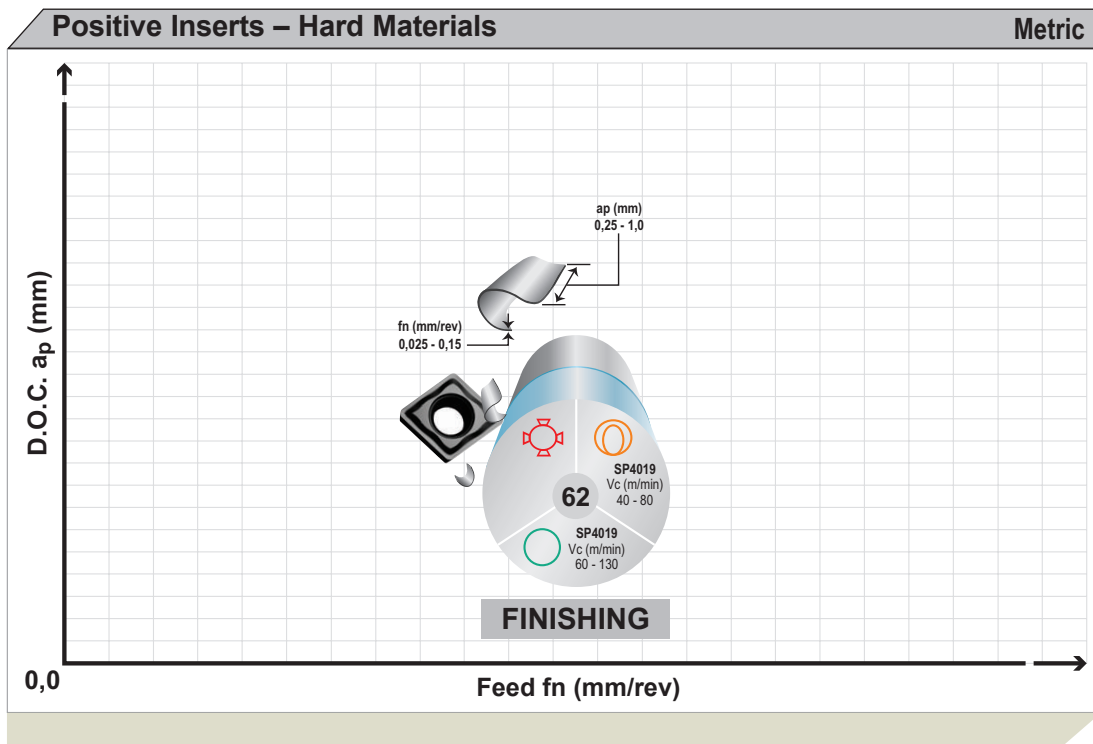 Positive Inserts – Hard Materials
Metric
D.O.C. ap (mm)
ap (mm)
0,25 - 1,0
fn (mm/rev)
0,025 - 0,15
SP4019
Vc (m/min)
40 - 80
62
SP4019
Vc (m/min)
60 - 130
FINISHING
0,0
Feed fn (mm/rev)